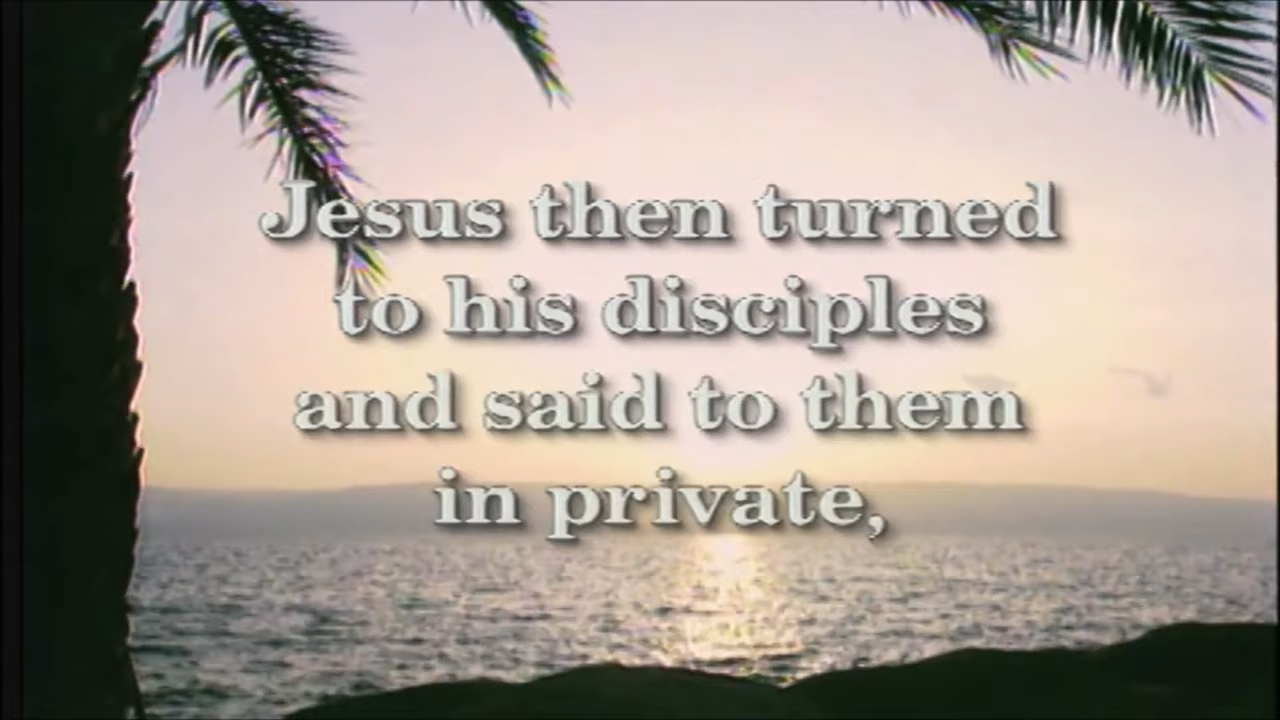 Jesus then turned
to his disciples
and said to them
in private,